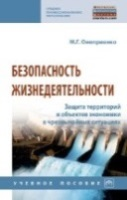 М.Г. Оноприенко
БЕЗОПАСНОСТЬ
ЖИЗНЕДЕЯТЕЛЬНОСТИ
Защита территорий
и объектов экономики
в чрезвычайных ситуациях
УЧЕБНОЕ ПОСОБИЕ